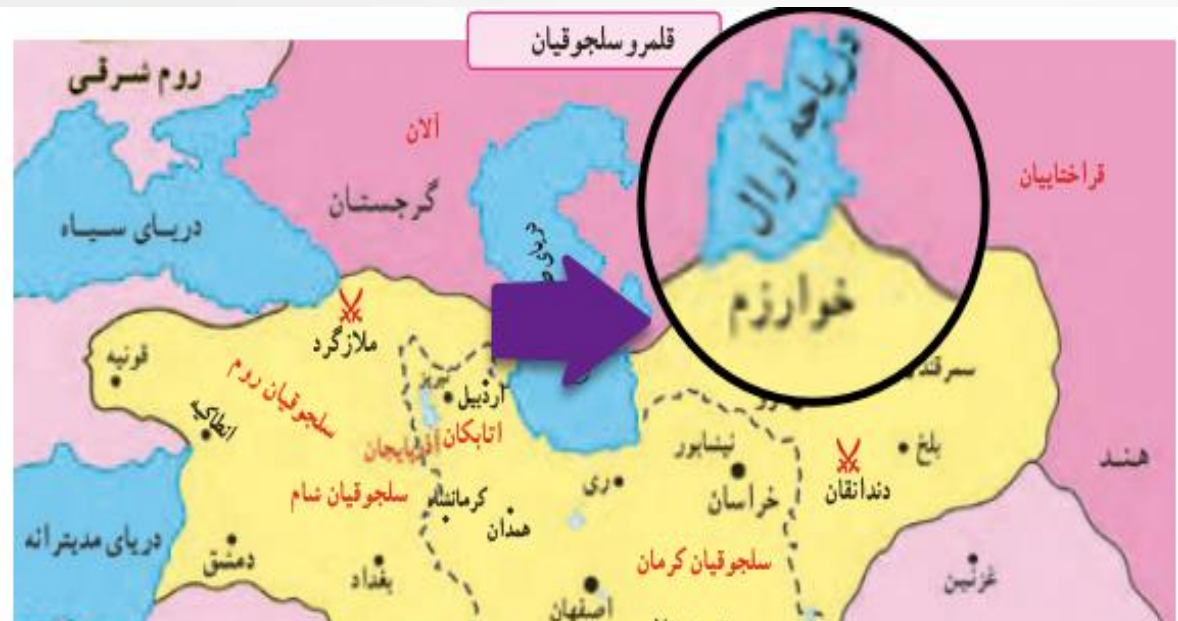 قلمرو سلجوقیان
روم شرقی
دریاچه آرال
آلان
قراختاییان
گرجستان
دریای سیاه
دریای
خوارزم
ملازگرد
قونیه
سمرقند
تبریز
اردبیل
سلجوقیان روم
انطاکیه
اتابکان
آذربایجان
نیشابور
بلخ
هند
ری
سلجوقیان شام
کرمانشاه
خراسان
دندانقان
همدان
دریای مدیترانه
دمشق
بغداد
سلجوقیان کرمان
غزنین
اصفهان